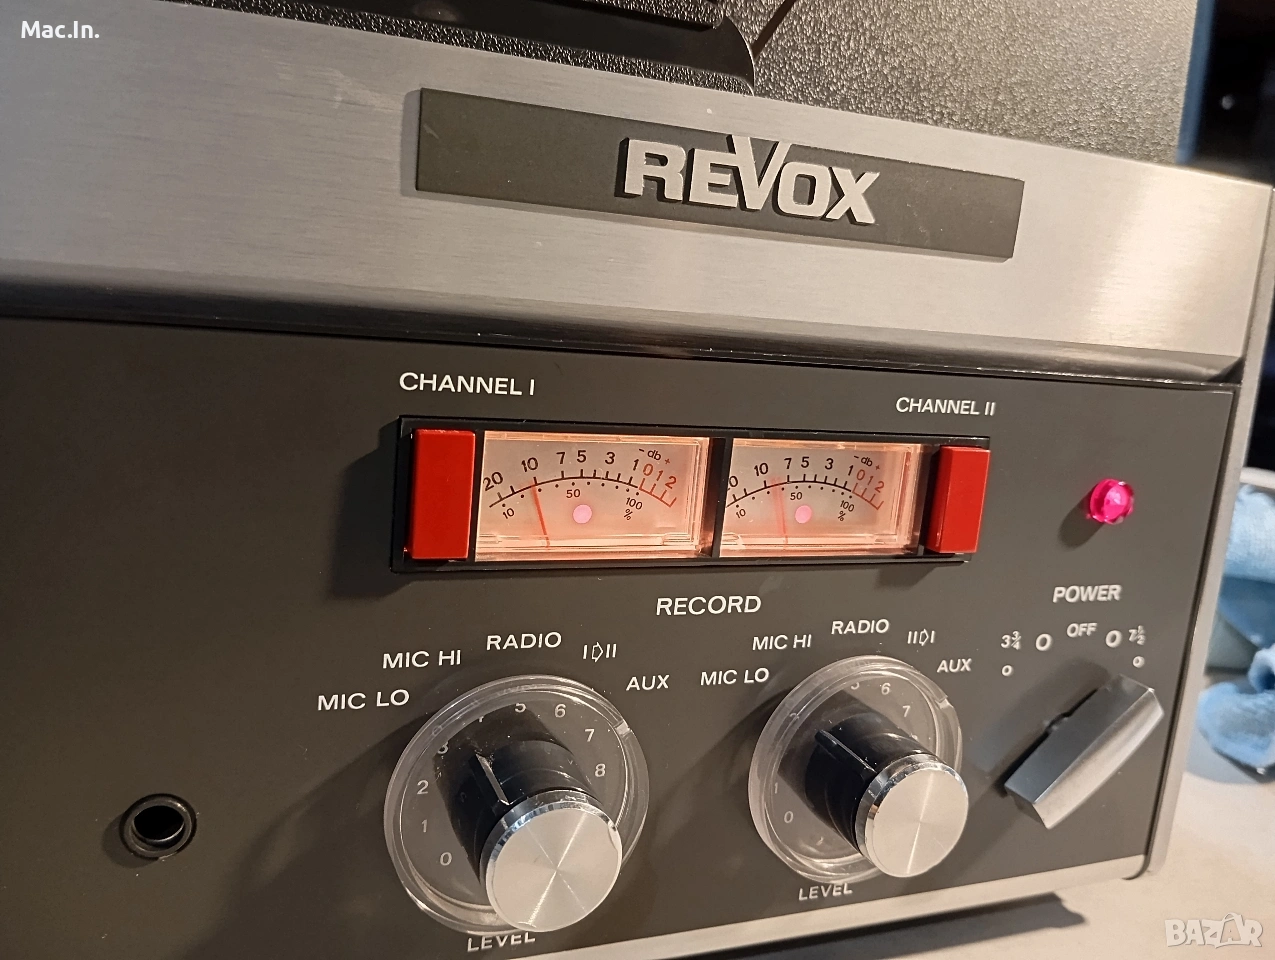 Mac.In.
REVOX
CHANNEL I
CHANNEL II
20 10 7 5 3 1 0 1 2
- db +
10 50 100
%
10 7 5 3 1 0 1 2
- db +
10 50 100
%
RECORD
POWER
MIC LO MIC HI RADIO I▷II AUX
MIC LO MIC HI RADIO II▷I AUX
3¾ OFF 7½
0 1 2 3 4 5 6 7 8
0 1 5 6 7
LEVEL
LEVEL
BAZAR